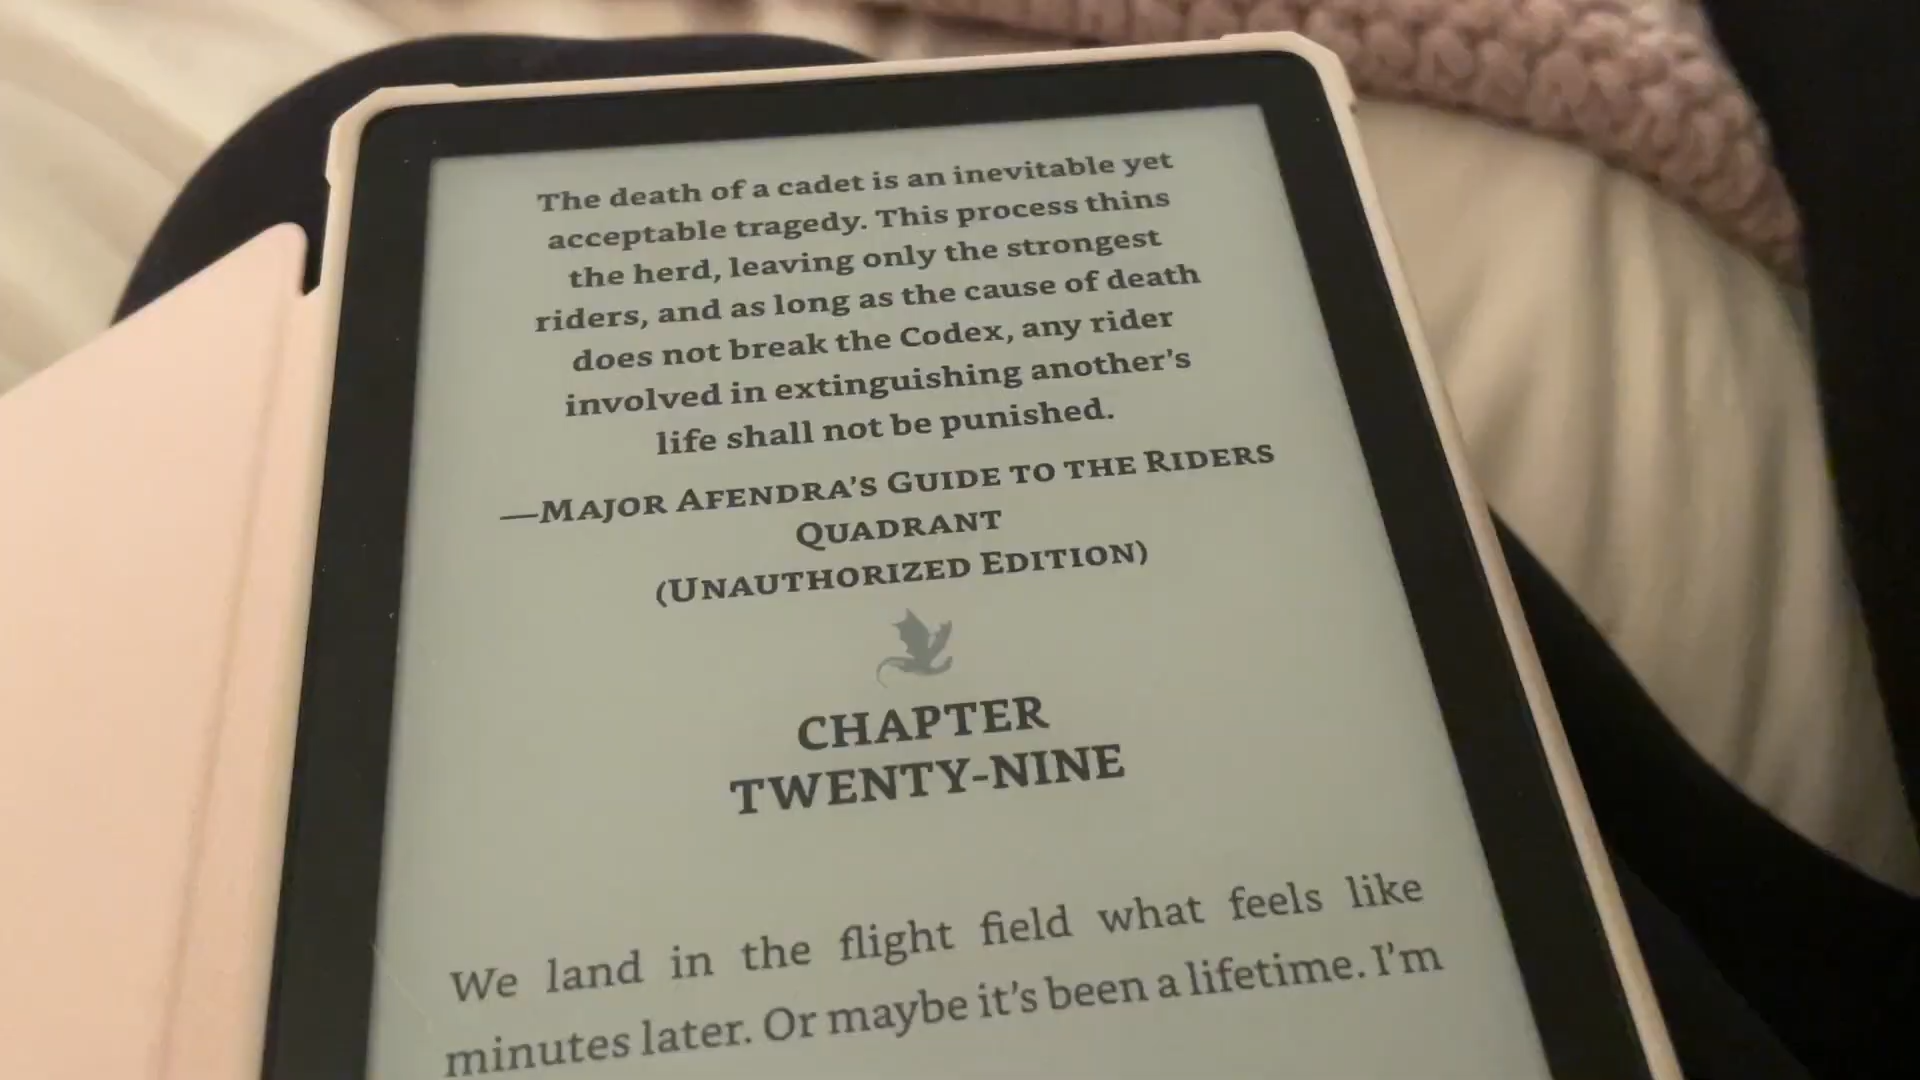 The death of a cadet is an inevitable yet
acceptable tragedy. This process thins
the herd, leaving only the strongest
riders, and as long as the cause of death
does not break the Codex, any rider
involved in extinguishing another’s
life shall not be punished.
—Major Afendra’s Guide to the Riders
Quadrant
(Unauthorized Edition)
CHAPTER
TWENTY-NINE
We land in the flight field what feels like
minutes later. Or maybe it’s been a lifetime. I’m